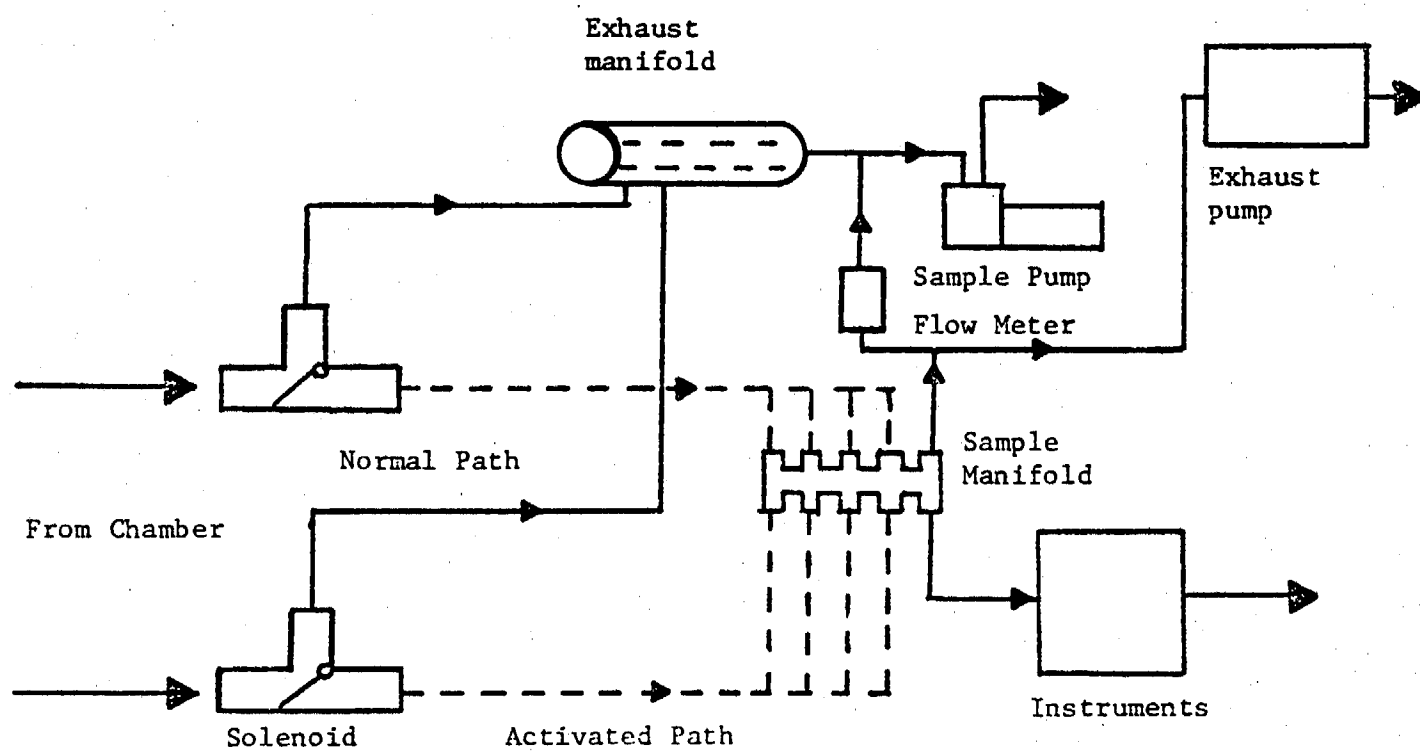 Exhaust
manifold
Exhaust
pump
Sample Pump
Flow Meter
Normal Path
Sample
Manifold
From Chamber
Instruments
Solenoid
Activated Path